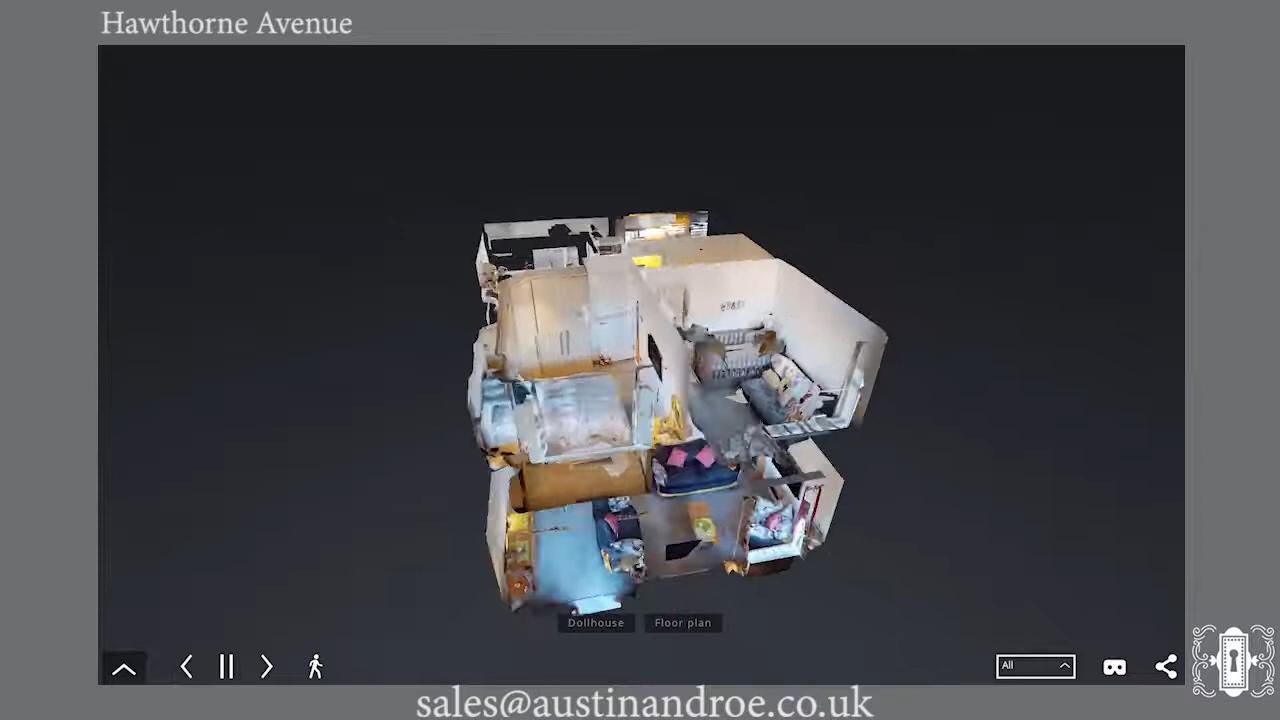 Hawthorne Avenue
Dollhouse
Floor plan
All
sales@austinandroe.co.uk